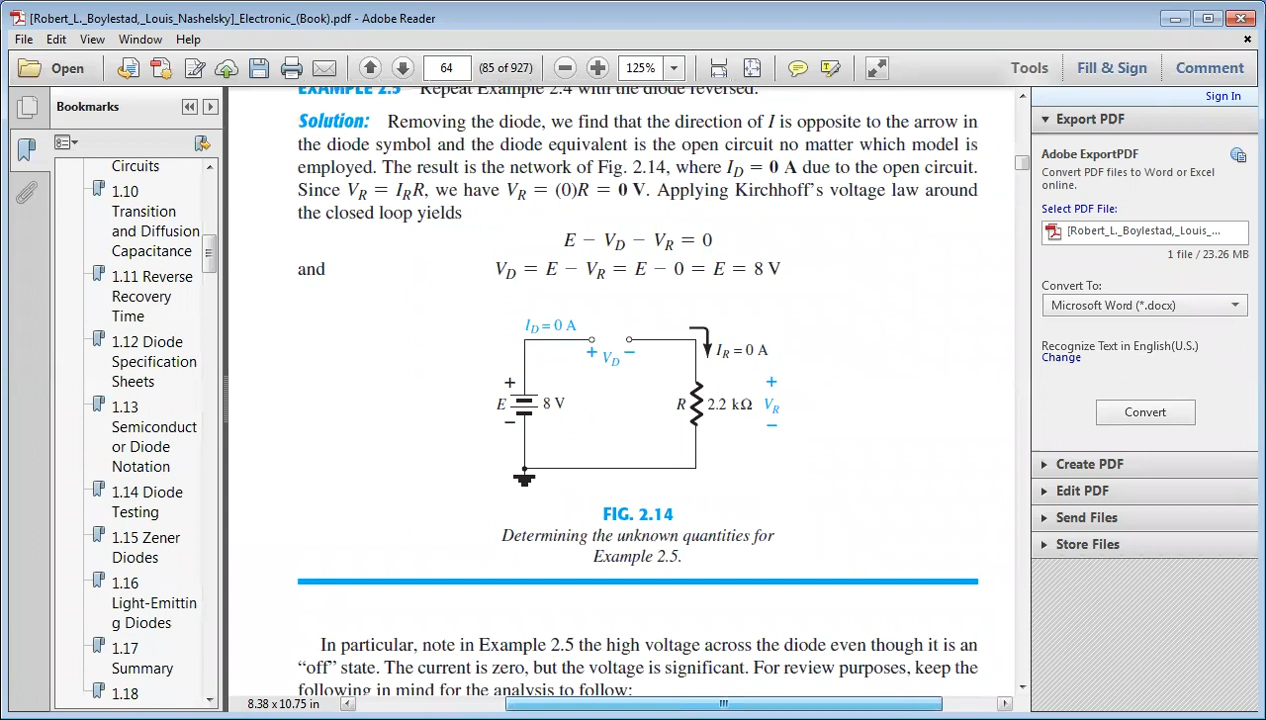 [Robert_L._Boylestad,_Louis_Nashelsky]_Electronic_(Book).pdf - Adobe Reader
File Edit View Window Help
Open 64 (85 of 927) 125% Tools Fill & Sign Comment
Bookmarks
Circuits
1.10
Transition
and Diffusion
Capacitance
1.11 Reverse
Recovery
Time
1.12 Diode
Specification
Sheets
1.13
Semiconduct
or Diode
Notation
1.14 Diode
Testing
1.15 Zener
Diodes
1.16
Light-Emittin
g Diodes
1.17
Summary
1.18
EXAMPLE 2.5 Repeat Example 2.4 with the diode reversed.
Solution: Removing the diode, we find that the direction of I is opposite to the arrow in
the diode symbol and the diode equivalent is the open circuit no matter which model is
employed. The result is the network of Fig. 2.14, where I_D = 0 A due to the open circuit.
Since V_R = I_R R, we have V_R = (0)R = 0 V. Applying Kirchhoff's voltage law around
the closed loop yields
E − V_D − V_R = 0
and V_D = E − V_R = E − 0 = E = 8 V
I_D = 0 A
+ V_D −
I_R = 0 A
+
E 8 V
−
R 2.2 kΩ
+
V_R
−
FIG. 2.14
Determining the unknown quantities for
Example 2.5.
In particular, note in Example 2.5 the high voltage across the diode even though it is an
“off” state. The current is zero, but the voltage is significant. For review purposes, keep the
following in mind for the analysis to follow:
8.38 x 10.75 in
Sign In
Export PDF
Adobe ExportPDF
Convert PDF files to Word or Excel
online.
Select PDF File:
[Robert_L._Boylestad,_Louis_...
1 file / 23.26 MB
Convert To:
Microsoft Word (*.docx)
Recognize Text in English(U.S.)
Change
Convert
Create PDF
Edit PDF
Send Files
Store Files